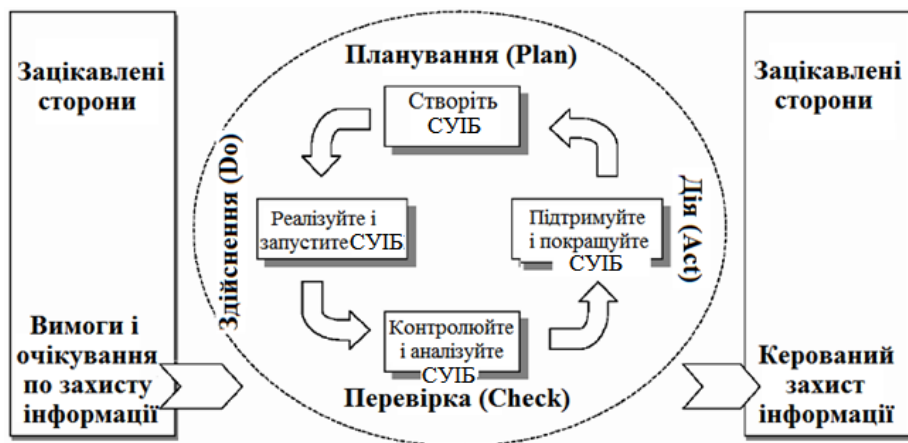 Зацікавлені
сторони
Вимоги і
очікування
по захисту
інформації
Планування (Plan)
Створіть
СУІБ
Здійснення (Do)
Реалізуйте і
запустите СУІБ
Підтримуйте
і покращуйте
СУІБ
Дія (Act)
Контролюйте
і аналізуйте
СУІБ
Перевірка (Check)
Зацікавлені
сторони
Керований
захист
інформації